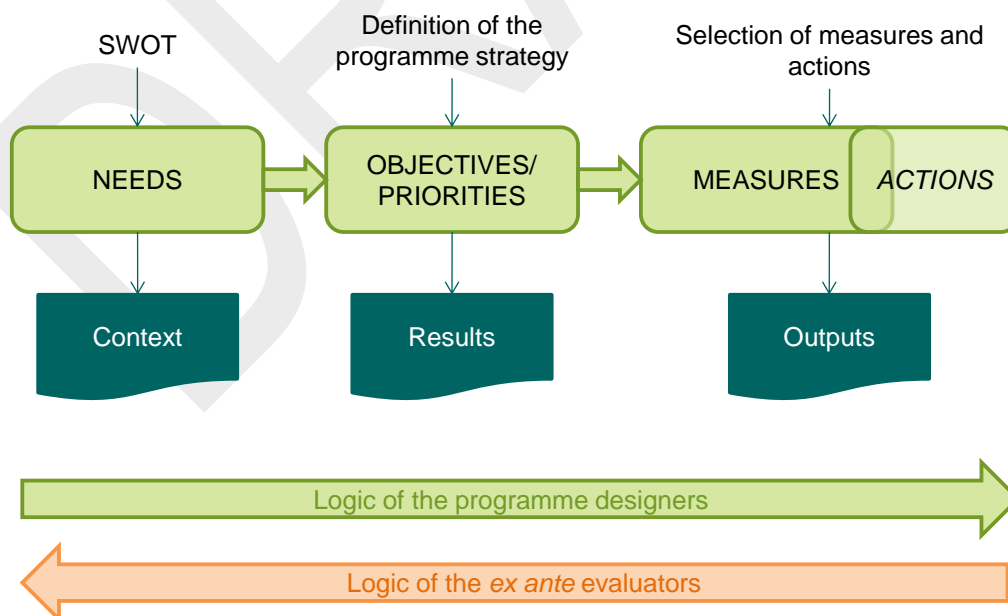 SWOT
Definition of the
programme strategy
Selection of measures and
actions
NEEDS
OBJECTIVES/
PRIORITIES
MEASURES
ACTIONS
Context
Results
Outputs
Logic of the programme designers
Logic of the ex ante evaluators